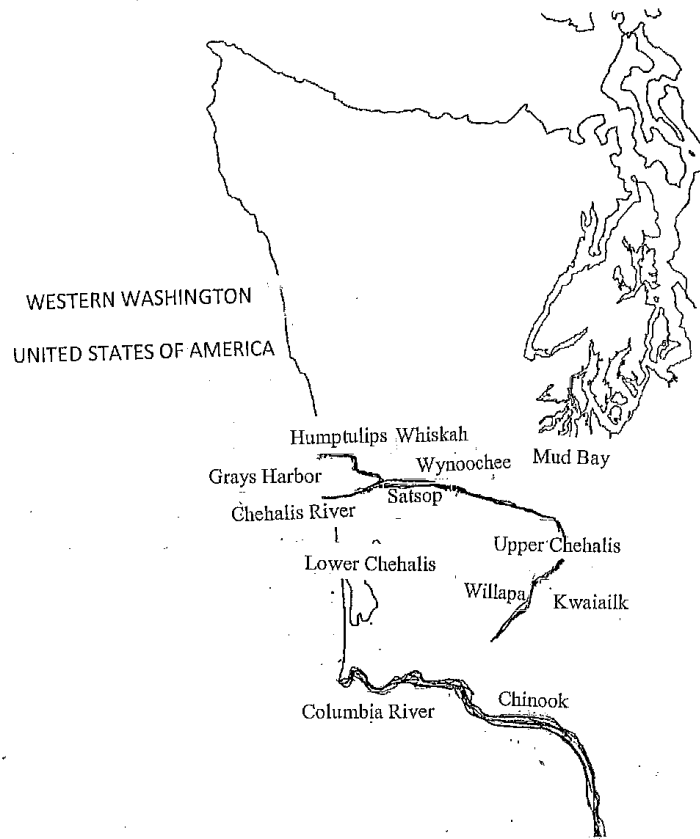 WESTERN WASHINGTON
UNITED STATES OF AMERICA
Humptulips Whiskah
Grays Harbor
Wynoochee
Mud Bay
Satsop
Chehalis River
Upper Chehalis
Lower Chehalis
Willapa
Kwaiailk
Chinook
Columbia River